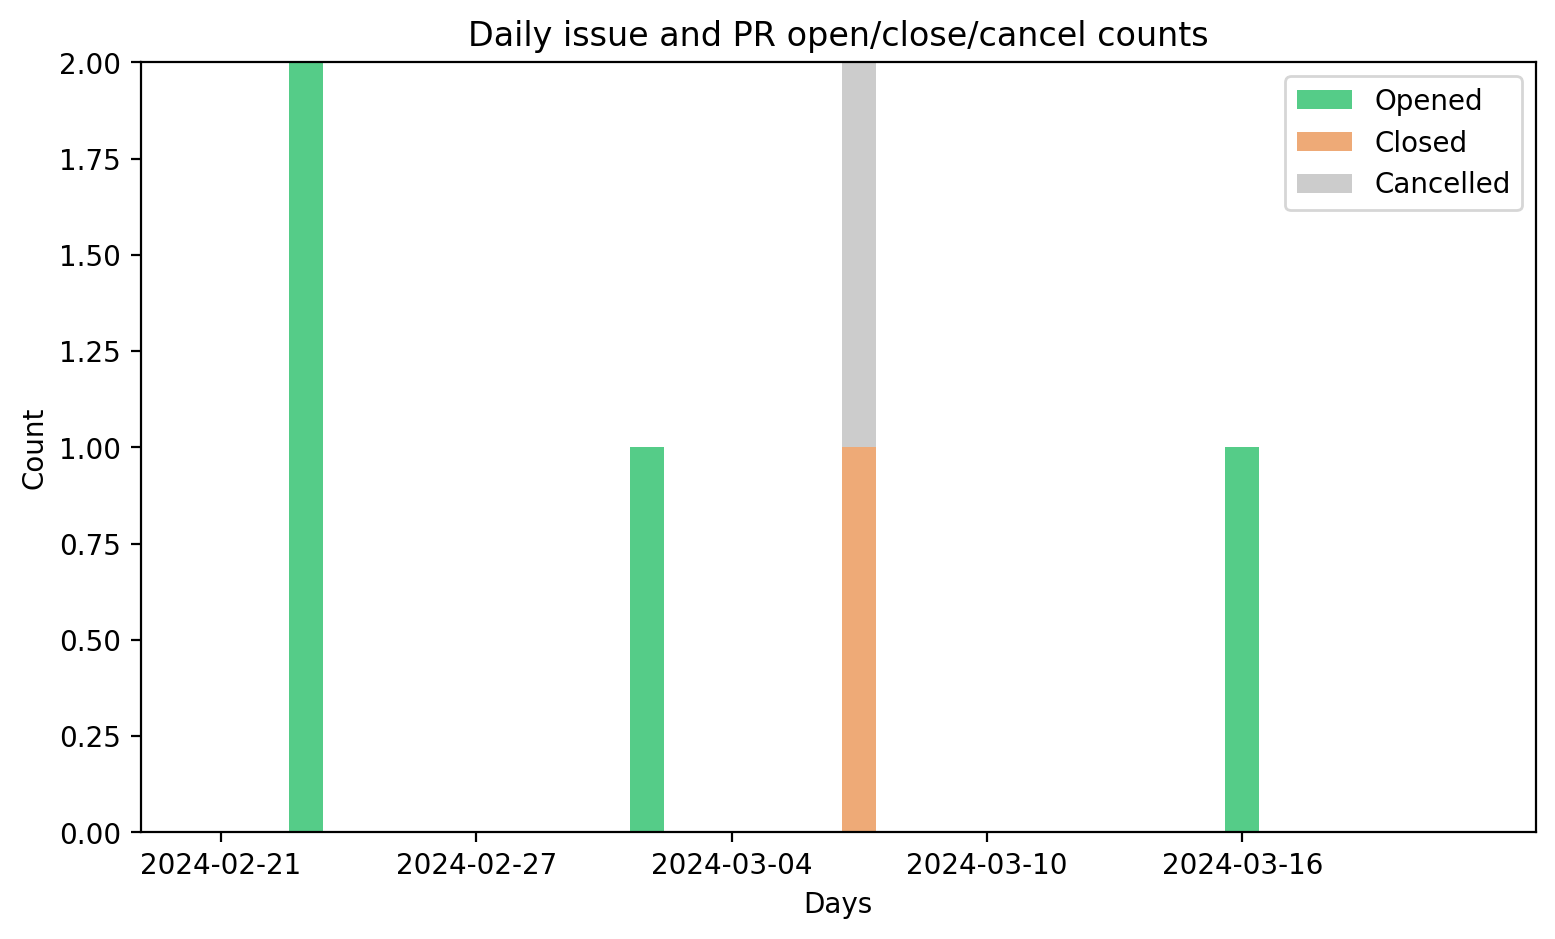 Daily issue and PR open/close/cancel counts
2.00
1.75
1.50
1.25
1.00
0.75
0.50
0.25
0.00
Count
Opened
Closed
Cancelled
2024-02-21
2024-02-27
2024-03-04
2024-03-10
2024-03-16
Days